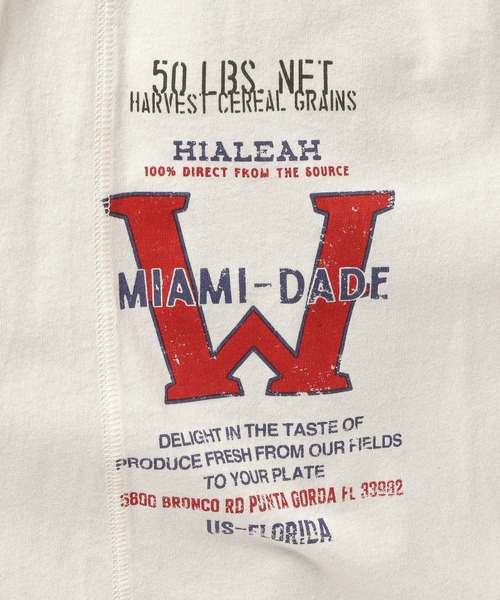 50 LBS. NET
HARVEST CEREAL GRAINS
HIALEAH
100% DIRECT FROM THE SOURCE
W
MIAMI-DADE
DELIGHT IN THE TASTE OF
PRODUCE FRESH FROM OUR FIELDS
TO YOUR PLATE
5800 BRONCO RD PUNTA GORDA FL 33982
US-FLORIDA